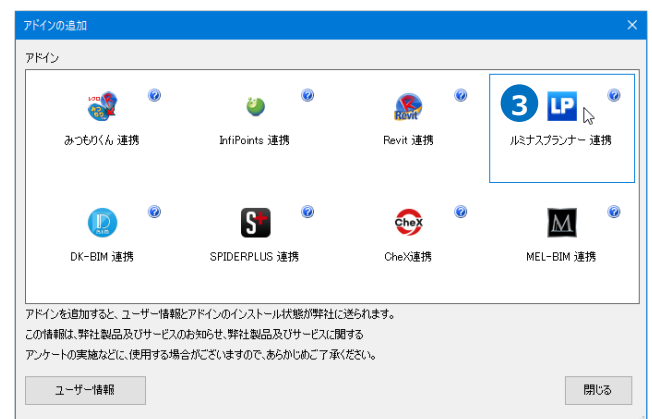 アドインの追加
アドイン
みつもりくん 連携
InfiPoints 連携
Revit
Revit 連携
3
LP
ルミナスプランナー 連携
DK-BIM 連携
S+
SPIDERPLUS 連携
CheX
CheX連携
M
MEL-BIM 連携
アドインを追加すると、ユーザー情報とアドインのインストール状態が弊社に送られます。
この情報は、弊社製品及びサービスのお知らせ、弊社製品及びサービスに関する
アンケートの実施などに、使用する場合がございますので、あらかじめご了承ください。
ユーザー情報
閉じる